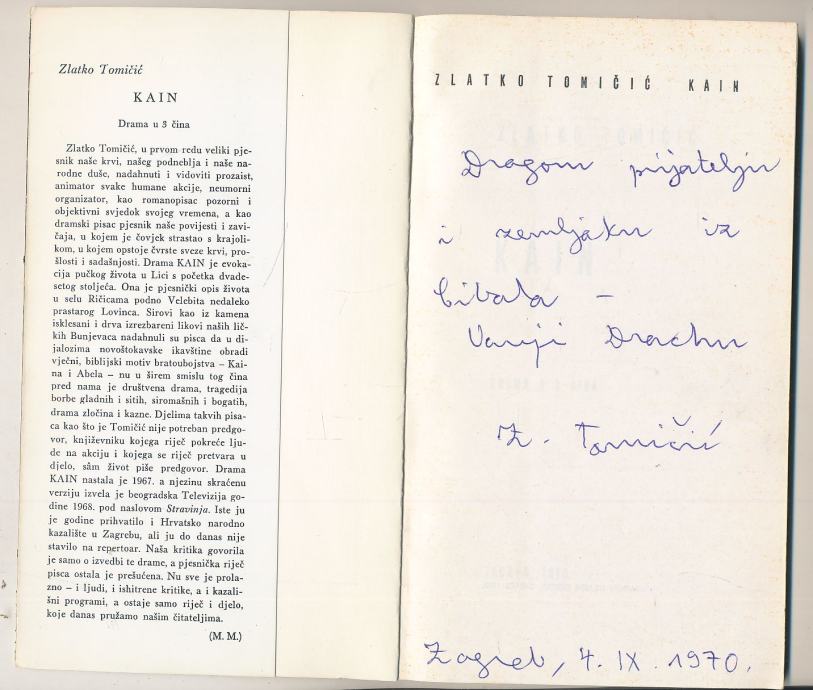 Zlatko Tomičić
KAIN
Drama u 3 čina
Zlatko Tomičić, u prvom redu veliki pje-
snik naše krvi, našeg podneblja i naše na-
rodne duše, nadahnuti i vidoviti prozaist,
animator svake humane akcije, neumorni
organizator, kao romanopisac pozorni i
objektivni svjedok svojeg vremena, a kao
dramski pisac pjesnik naše povijesti i zavi-
čaja, u kojem je čovjek strastao s krajoli-
kom, u kojem opstoje čvrste sveze krvi, pro-
šlosti i sadašnjosti. Drama KAIN je evoka-
cija pučkog života u Lici s početka dvade-
setog stoljeća. Ona je pjesnički opis života
u selu Ričicama podno Velebita nedaleko
prastarog Lovinca. Sirovi kao iz kamena
isklesani i drva izrezbareni likovi naših lič-
kih Bunjevaca nadahnuli su pisca da u di-
jalozima novoštokavske ikavštine obradi
vječni, biblijski motiv bratoubojstva – Kai-
na i Abela – nu u širem smislu tog čina
pred nama je društvena drama, tragedija
borbe gladnih i sitih, siromašnih i bogatih,
drama zločina i kazne. Djelima takvih pisa-
ca kao što je Tomičić nije potreban predgo-
vor, književniku kojega riječ pokreće lju-
de na akciju i kojega se riječ pretvara u
djelo, sâm život piše predgovor. Drama
KAIN nastala je 1967. a njezinu skraćenu
verziju izvela je beogradska Televizija go-
dine 1968. pod naslovom Stravinja. Iste ju
je godine prihvatilo i Hrvatsko narodno
kazalište u Zagrebu, ali ju do danas nije
stavilo na repertoar. Naša kritika govorila
je samo o izvedbi te drame, a pjesnička riječ
pisca ostala je prešućena. Nu sve je prola-
zno – i ljudi, i ishitrene kritike, a i kazali-
šni programi, a ostaje samo riječ i djelo,
koje danas pružamo našim čitateljima.
(M. M.)
ZLATKO TOMIČIĆ KAIN
Dragom prijatelju
i zemljaku iz
Cibala –
Vanji Drachu
Z. Tomičić
Zagreb, 4. IX. 1970.